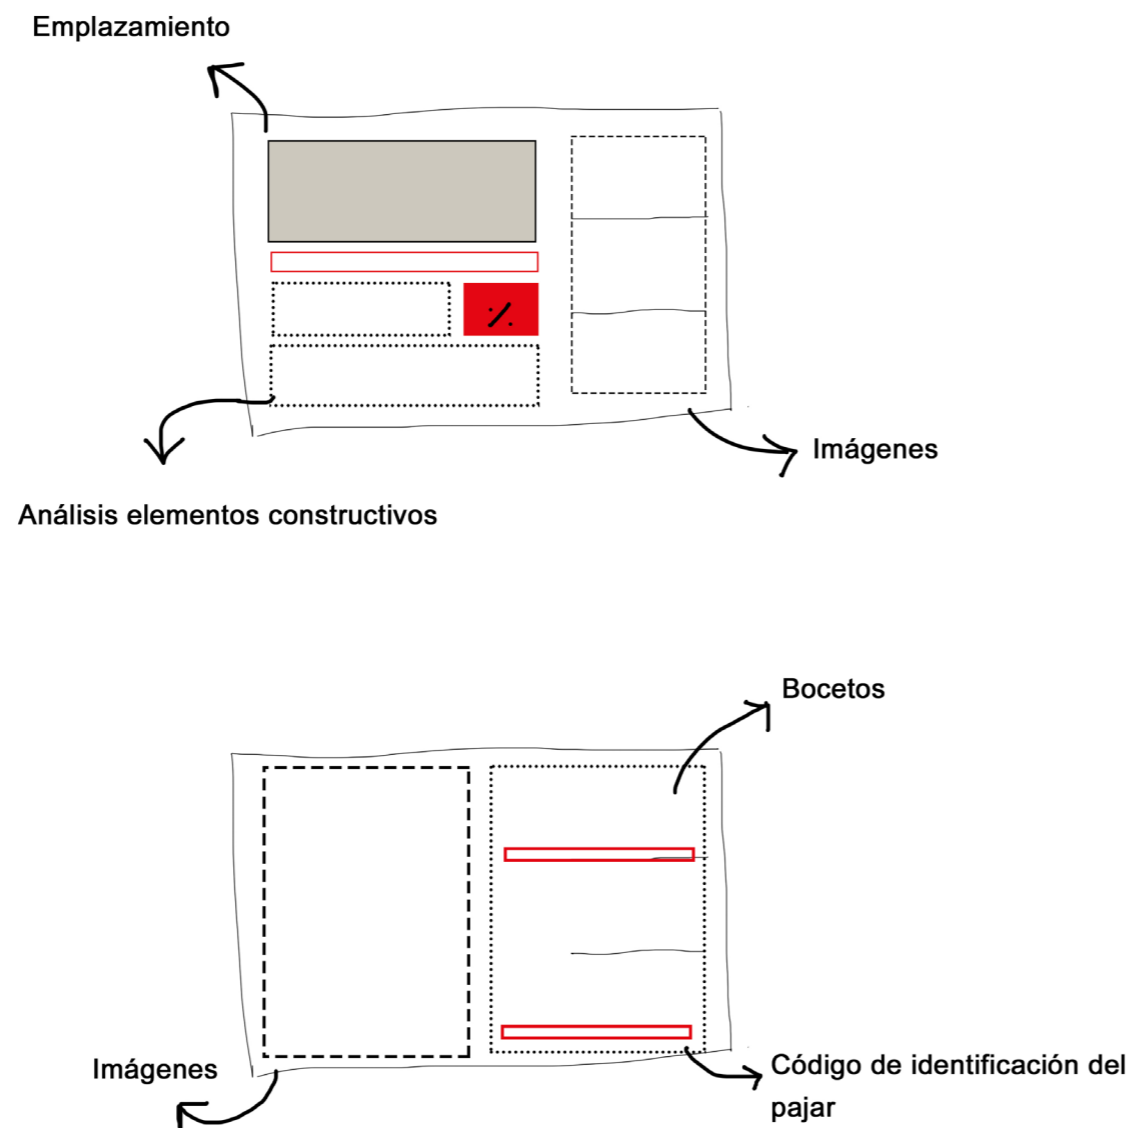 Emplazamiento
٪
Imágenes
Análisis elementos constructivos
Bocetos
Imágenes
Código de identificación del
pajar